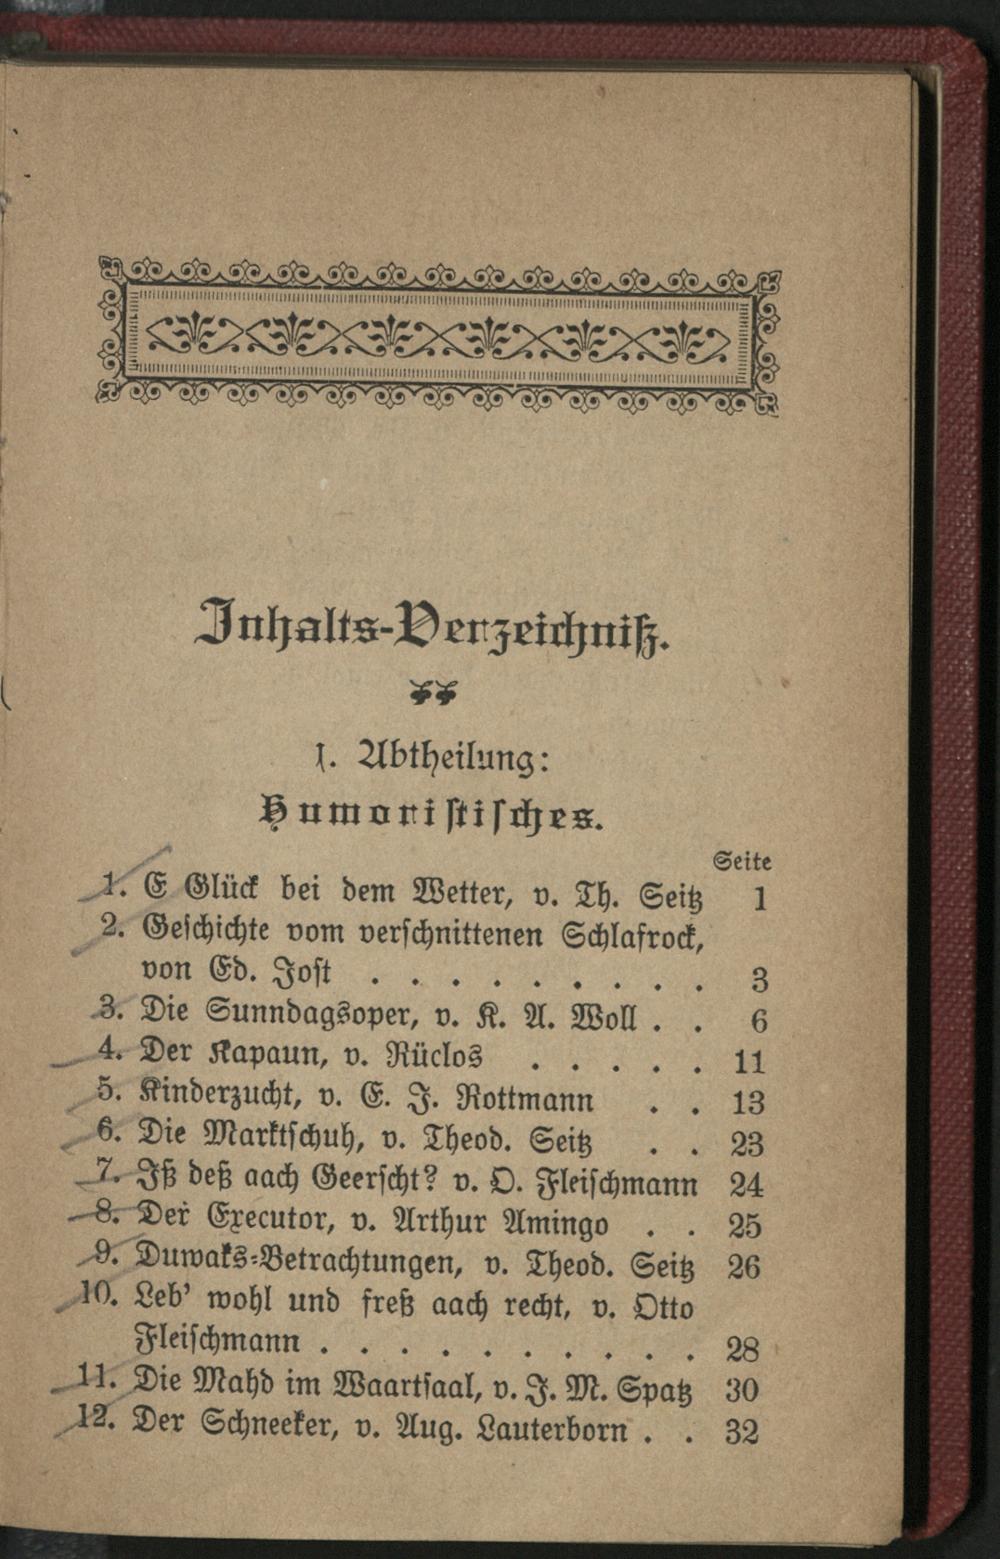 Inhalts-Verzeichniß.
1. Abtheilung:
Humoristisches.
Seite
1. E Glück bei dem Wetter, v. Th. Seitz 1
2. Geschichte vom verschnittenen Schlafrock,
von Ed. Jost . . . . . . . . . 3
3. Die Sunndagsoper, v. K. A. Woll . . 6
4. Der Kapaun, v. Rüclos . . . . . 11
5. Kinderzucht, v. E. J. Rottmann . . 13
6. Die Marktschuh, v. Theod. Seitz . . 23
7. Iß deß aach Geerscht? v. O. Fleischmann 24
8. Der Executor, v. Arthur Amingo . . 25
9. Duwaks-Betrachtungen, v. Theod. Seitz 26
10. Leb' wohl und freß aach recht, v. Otto
Fleischmann . . . . . . . . . . 28
11. Die Mahd im Waartsaal, v. J. M. Spatz 30
12. Der Schneeker, v. Aug. Lauterborn . . 32